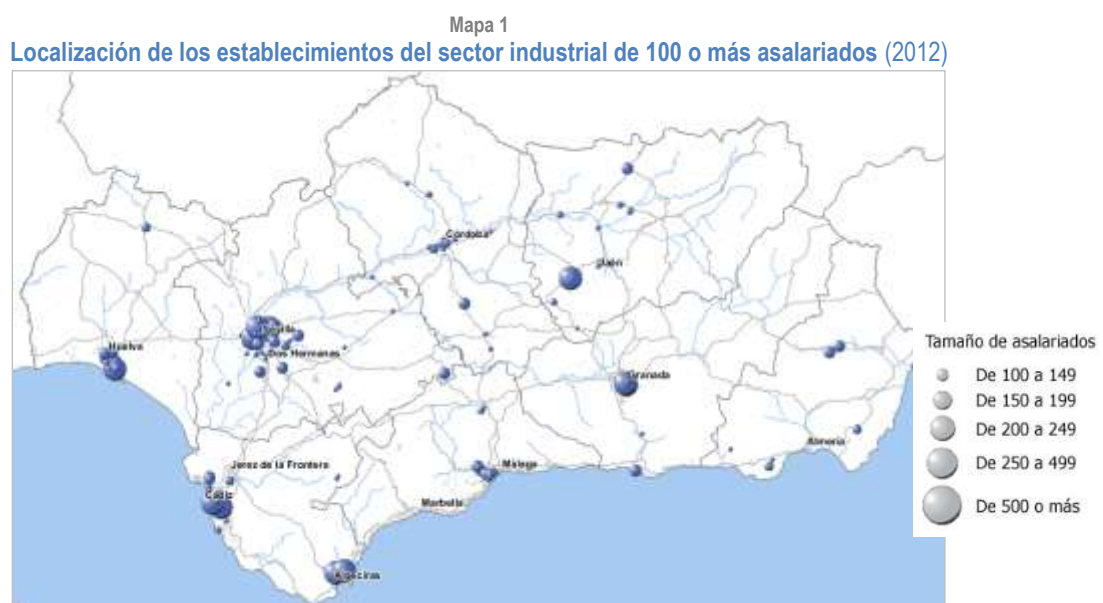 Mapa 1
Localización de los establecimientos del sector industrial de 100 o más asalariados (2012)
Córdoba
Jaén
Sevilla
Huelva
Dos Hermanas
Granada
Tamaño de asalariados
De 100 a 149
De 150 a 199
De 200 a 249
De 250 a 499
De 500 o más
Almería
Jerez de la Frontera
Málaga
Cádiz
Marbella
Algeciras